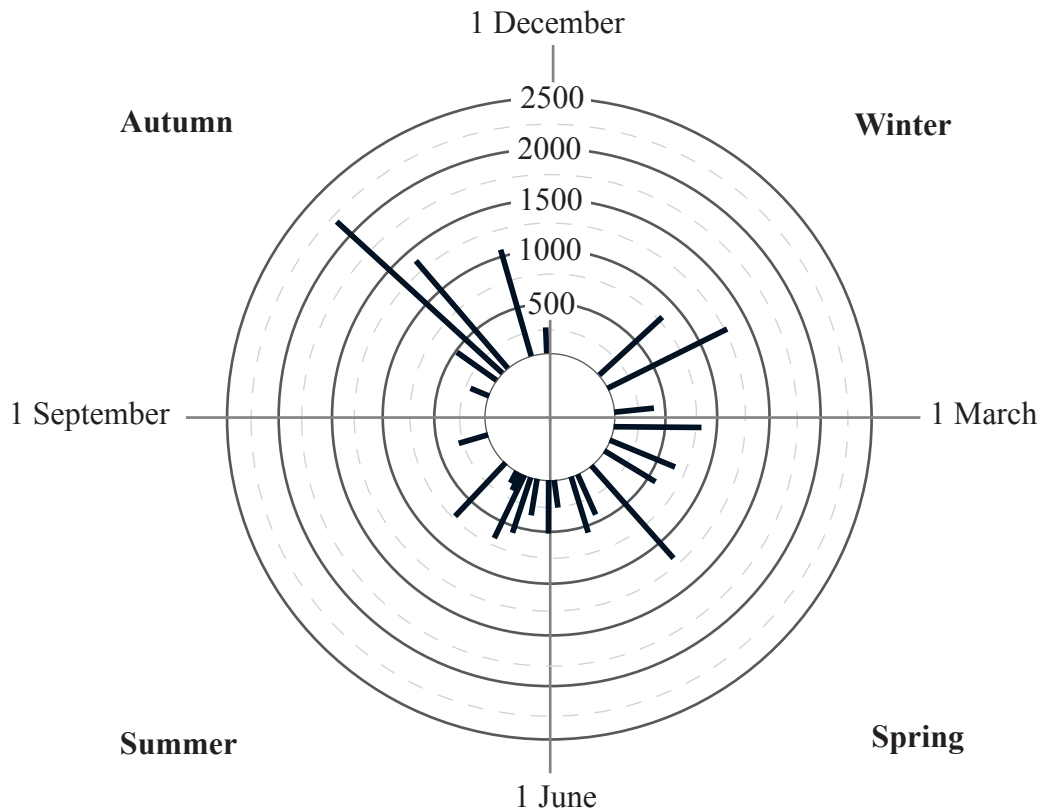 1 December
2500
Autumn
Winter
2000
1500
1000
500
1 September
1 March
Summer
Spring
1 June